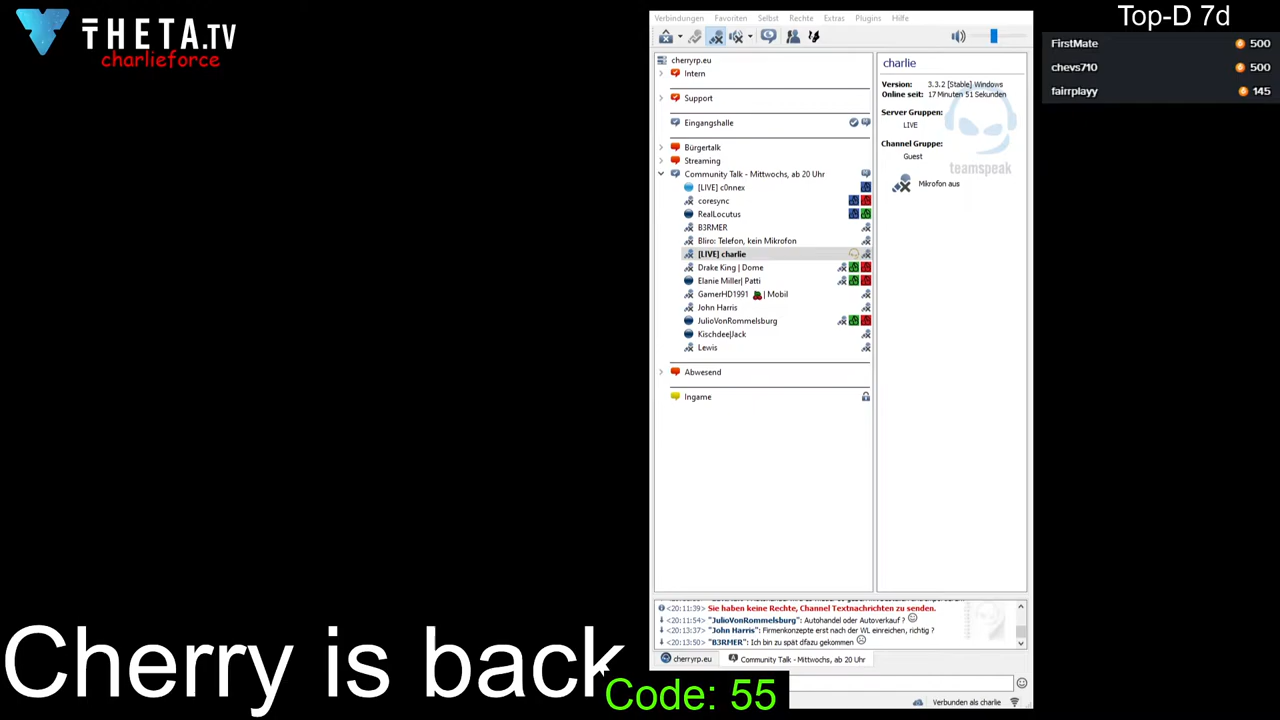 THETA.tv
charlieforce
Verbindungen Favoriten Selbst Rechte Extras Plugins Hilfe
cherryrp.eu
Intern
Support
Eingangshalle
Bürgertalk
Streaming
Community Talk - Mittwochs, ab 20 Uhr
[LIVE] c0nnex
coresync
RealLocutus
B3RMER
Bliro: Telefon, kein Mikrofon
[LIVE] charlie
Drake King | Dome
Elanie Miller| Patti
GamerHD1991 | Mobil
John Harris
JulioVonRommelsburg
Kischdee|Jack
Lewis
Abwesend
Ingame
charlie
Version: 3.3.2 [Stable] Windows
Online seit: 17 Minuten 51 Sekunden
Server Gruppen:
LIVE
Channel Gruppe:
Guest
teamspeak
Mikrofon aus
Top-D 7d
FirstMate 500
chevs710 500
fairrplayy 145
<20:11:39> Sie haben keine Rechte, Channel Textnachrichten zu senden.
<20:11:54> "JulioVonRommelsburg": Autohandel oder Autoverkauf ?
<20:13:37> "John Harris": Firmenkonzepte erst nach der WL einreichen, richtig ?
<20:13:50> "B3RMER": Ich bin zu spät dfazu gekommen
cherryrp.eu Community Talk - Mittwochs, ab 20 Uhr
Verbunden als charlie
Cherry is back
Code: 55